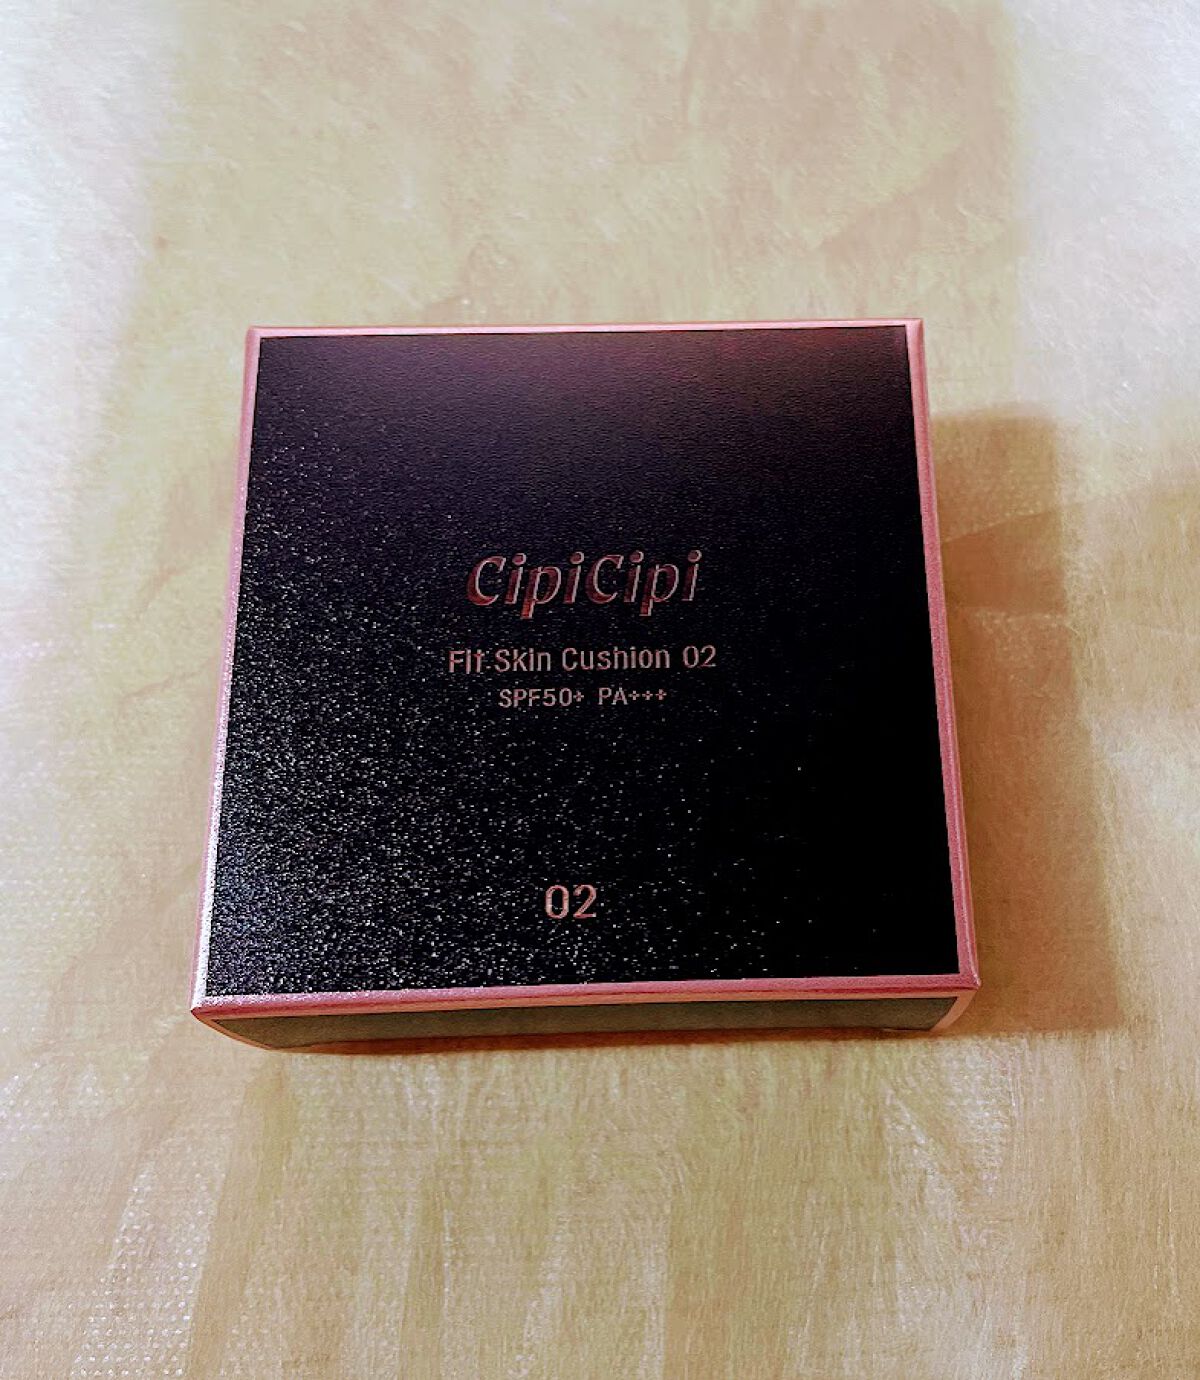 CipiCipi
Fit Skin Cushion 02
SPF50+ PA+++
02